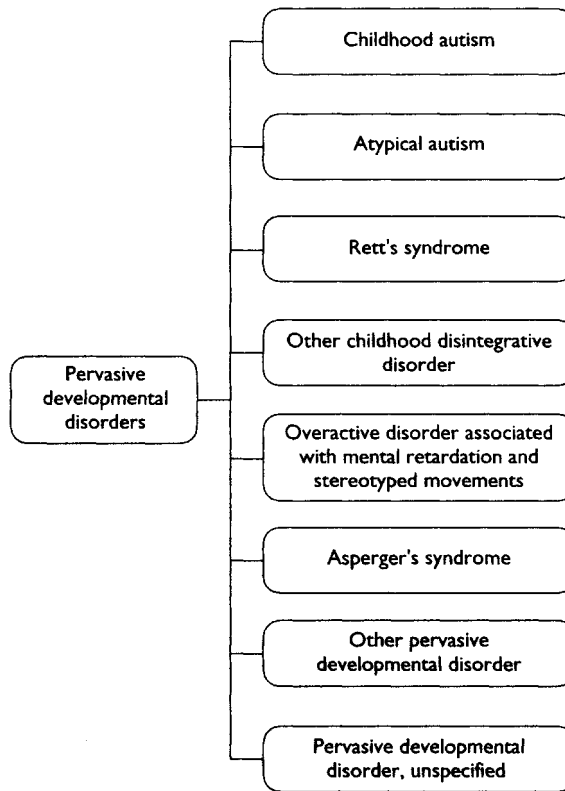 Childhood autism
Atypical autism
Rett's syndrome
Other childhood disintegrative
disorder
Pervasive
developmental
disorders
Overactive disorder associated
with mental retardation and
stereotyped movements
Asperger's syndrome
Other pervasive
developmental disorder
Pervasive developmental
disorder, unspecified